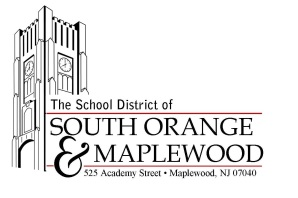 The School District of
SOUTH ORANGE
& MAPLEWOOD
525 Academy Street • Maplewood, NJ 07040